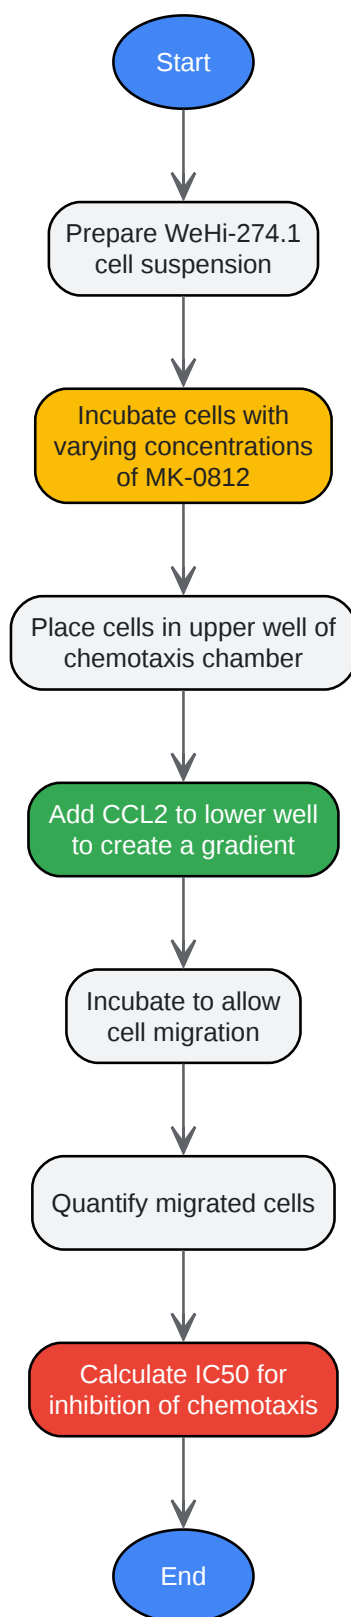 Start
Prepare WeHi-274.1
cell suspension
Incubate cells with
varying concentrations
of MK-0812
Place cells in upper well of
chemotaxis chamber
Add CCL2 to lower well
to create a gradient
Incubate to allow
cell migration
Quantify migrated cells
Calculate IC50 for
inhibition of chemotaxis
End